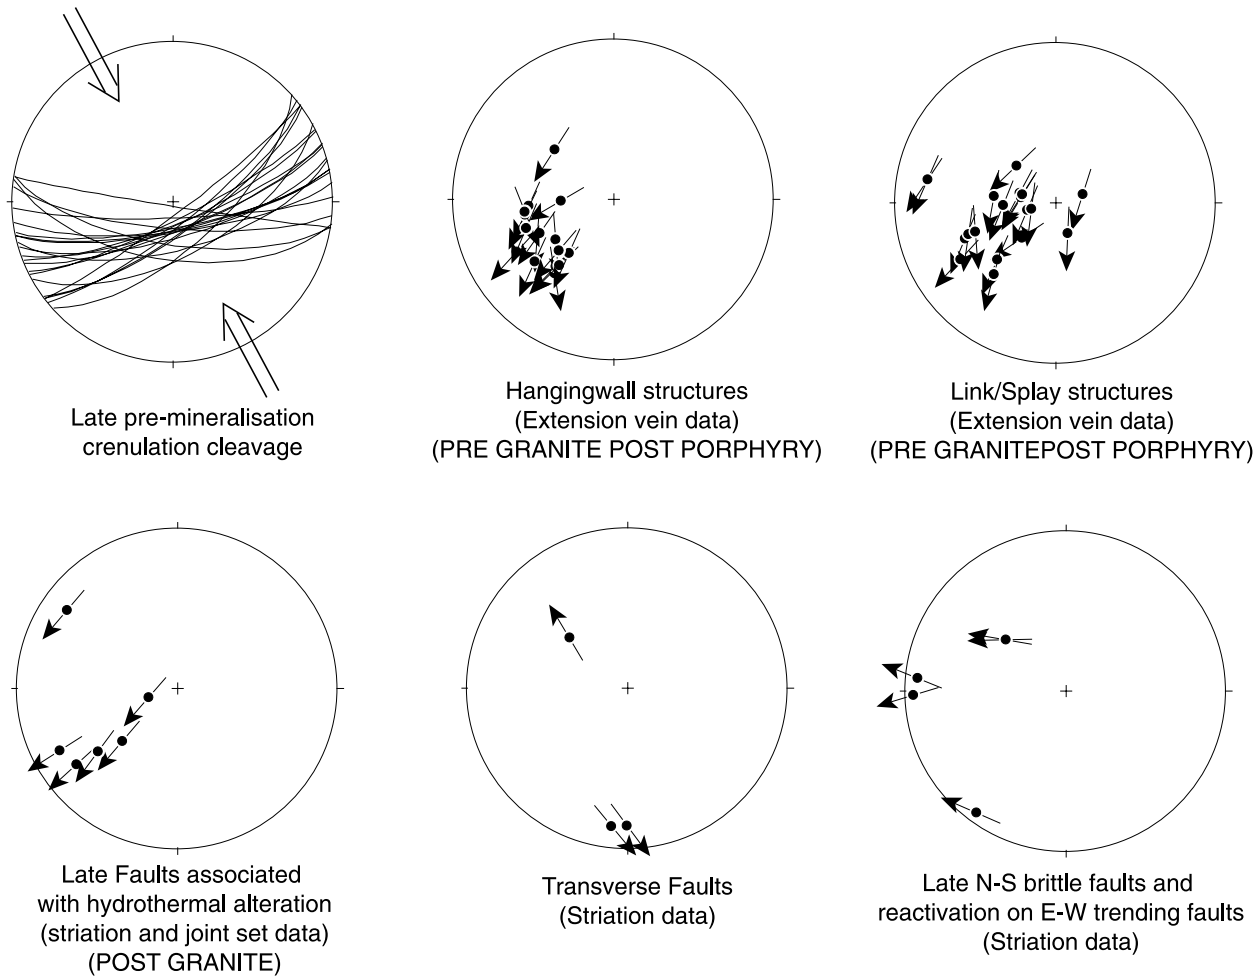 Late pre-mineralisation
crenulation cleavage
Hangingwall structures
(Extension vein data)
(PRE GRANITE POST PORPHYRY)
Link/Splay structures
(Extension vein data)
(PRE GRANITEPOST PORPHYRY)
Late Faults associated
with hydrothermal alteration
(striation and joint set data)
(POST GRANITE)
Transverse Faults
(Striation data)
Late N-S brittle faults and
reactivation on E-W trending faults
(Striation data)